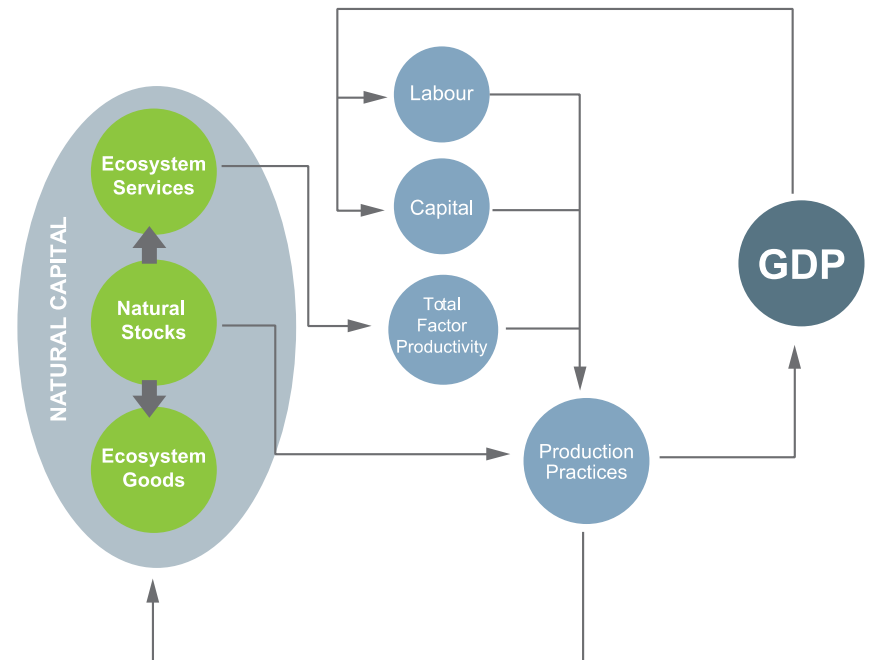 NATURAL CAPITAL
Ecosystem
Services
Natural
Stocks
Ecosystem
Goods
Labour
Capital
Total
Factor
Productivity
Production
Practices
GDP